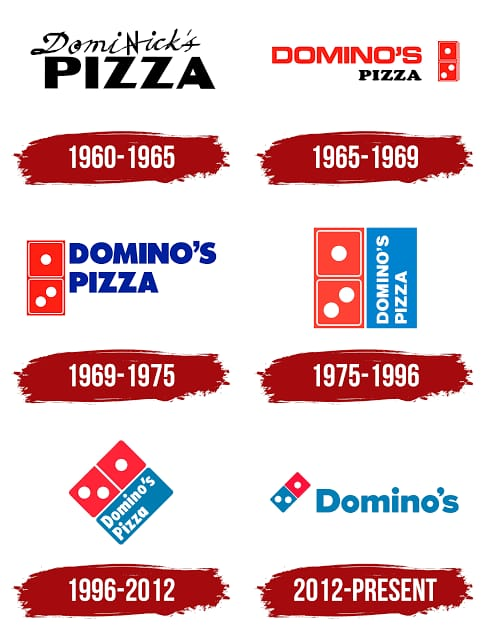 DomiNick's
PIZZA
DOMINO'S
PIZZA
1960-1965
1965-1969
DOMINO'S
PIZZA
DOMINO'S
PIZZA
1969-1975
1975-1996
Domino's
Pizza
Domino's
1996-2012
2012-PRESENT